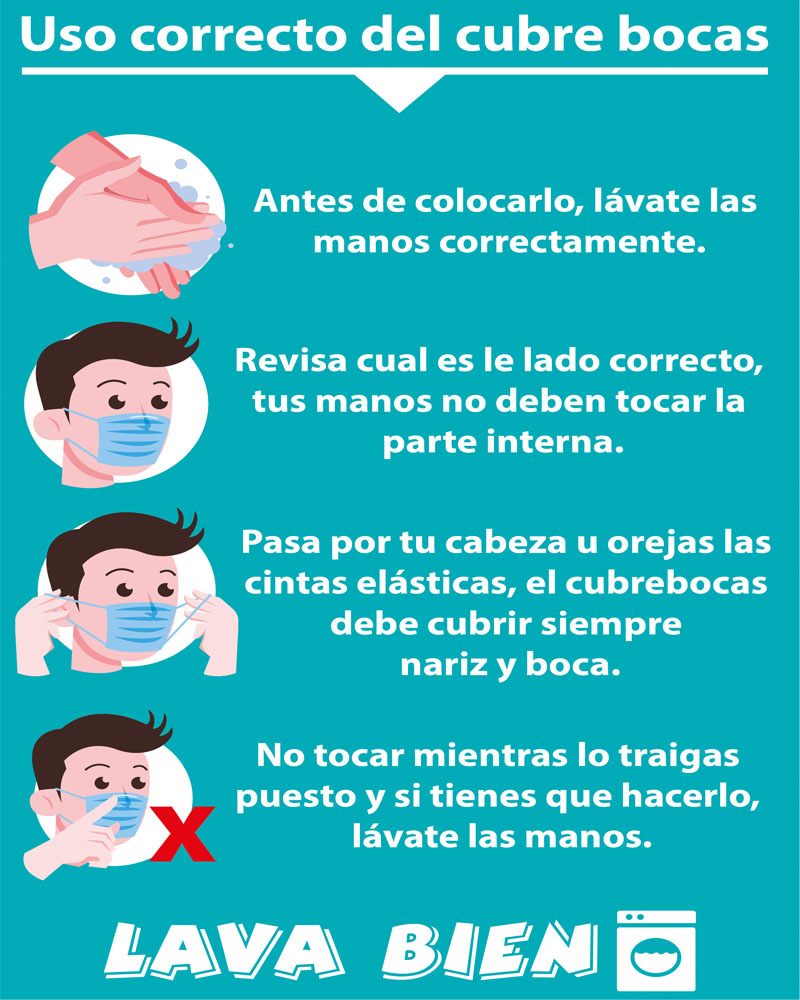 Uso correcto del cubre bocas
Antes de colocarlo, lávate las
manos correctamente.
Revisa cual es le lado correcto,
tus manos no deben tocar la
parte interna.
Pasa por tu cabeza u orejas las
cintas elásticas, el cubrebocas
debe cubrir siempre
nariz y boca.
No tocar mientras lo traigas
puesto y si tienes que hacerlo,
lávate las manos.
LAVA BIEN